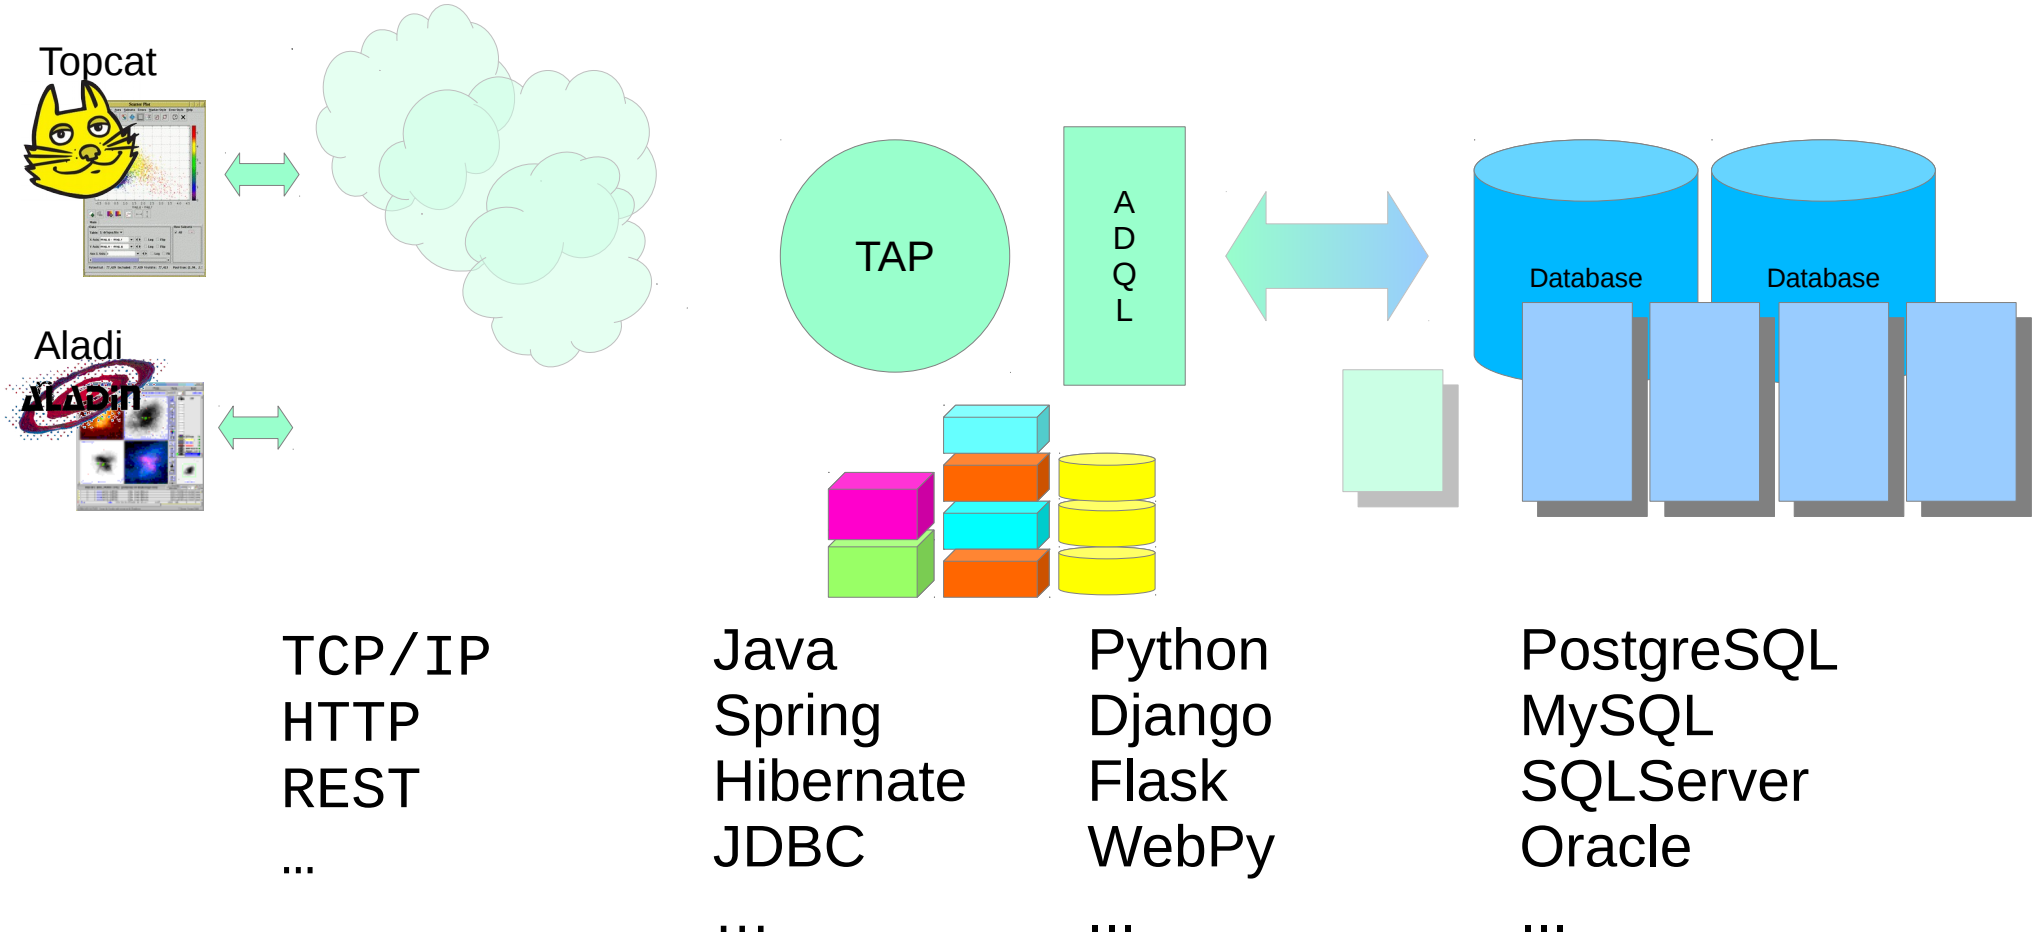 Topcat
Aladi
ALADin
TAP
A
D
Q
L
Database
Database
TCP/IP
HTTP
REST
...
Java
Spring
Hibernate
JDBC
...
Python
Django
Flask
WebPy
...
PostgreSQL
MySQL
SQLServer
Oracle
...